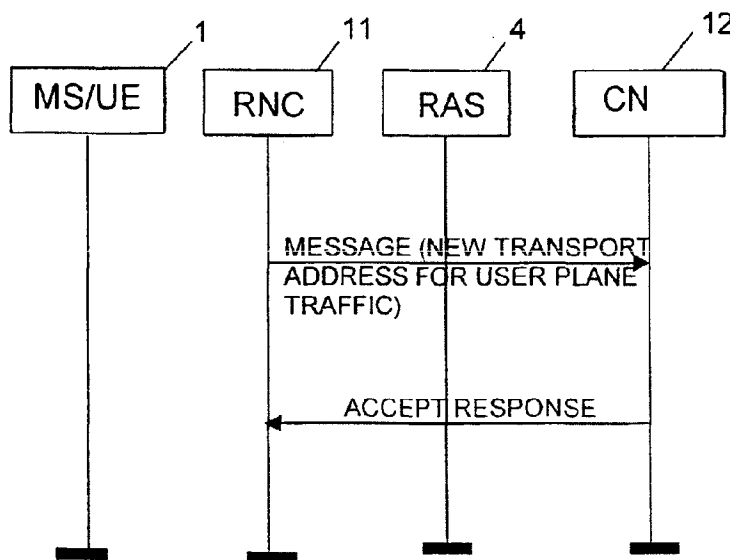 1
11
4
12
MS/UE
RNC
RAS
CN
MESSAGE (NEW TRANSPORT
ADDRESS FOR USER PLANE
TRAFFIC)
ACCEPT RESPONSE